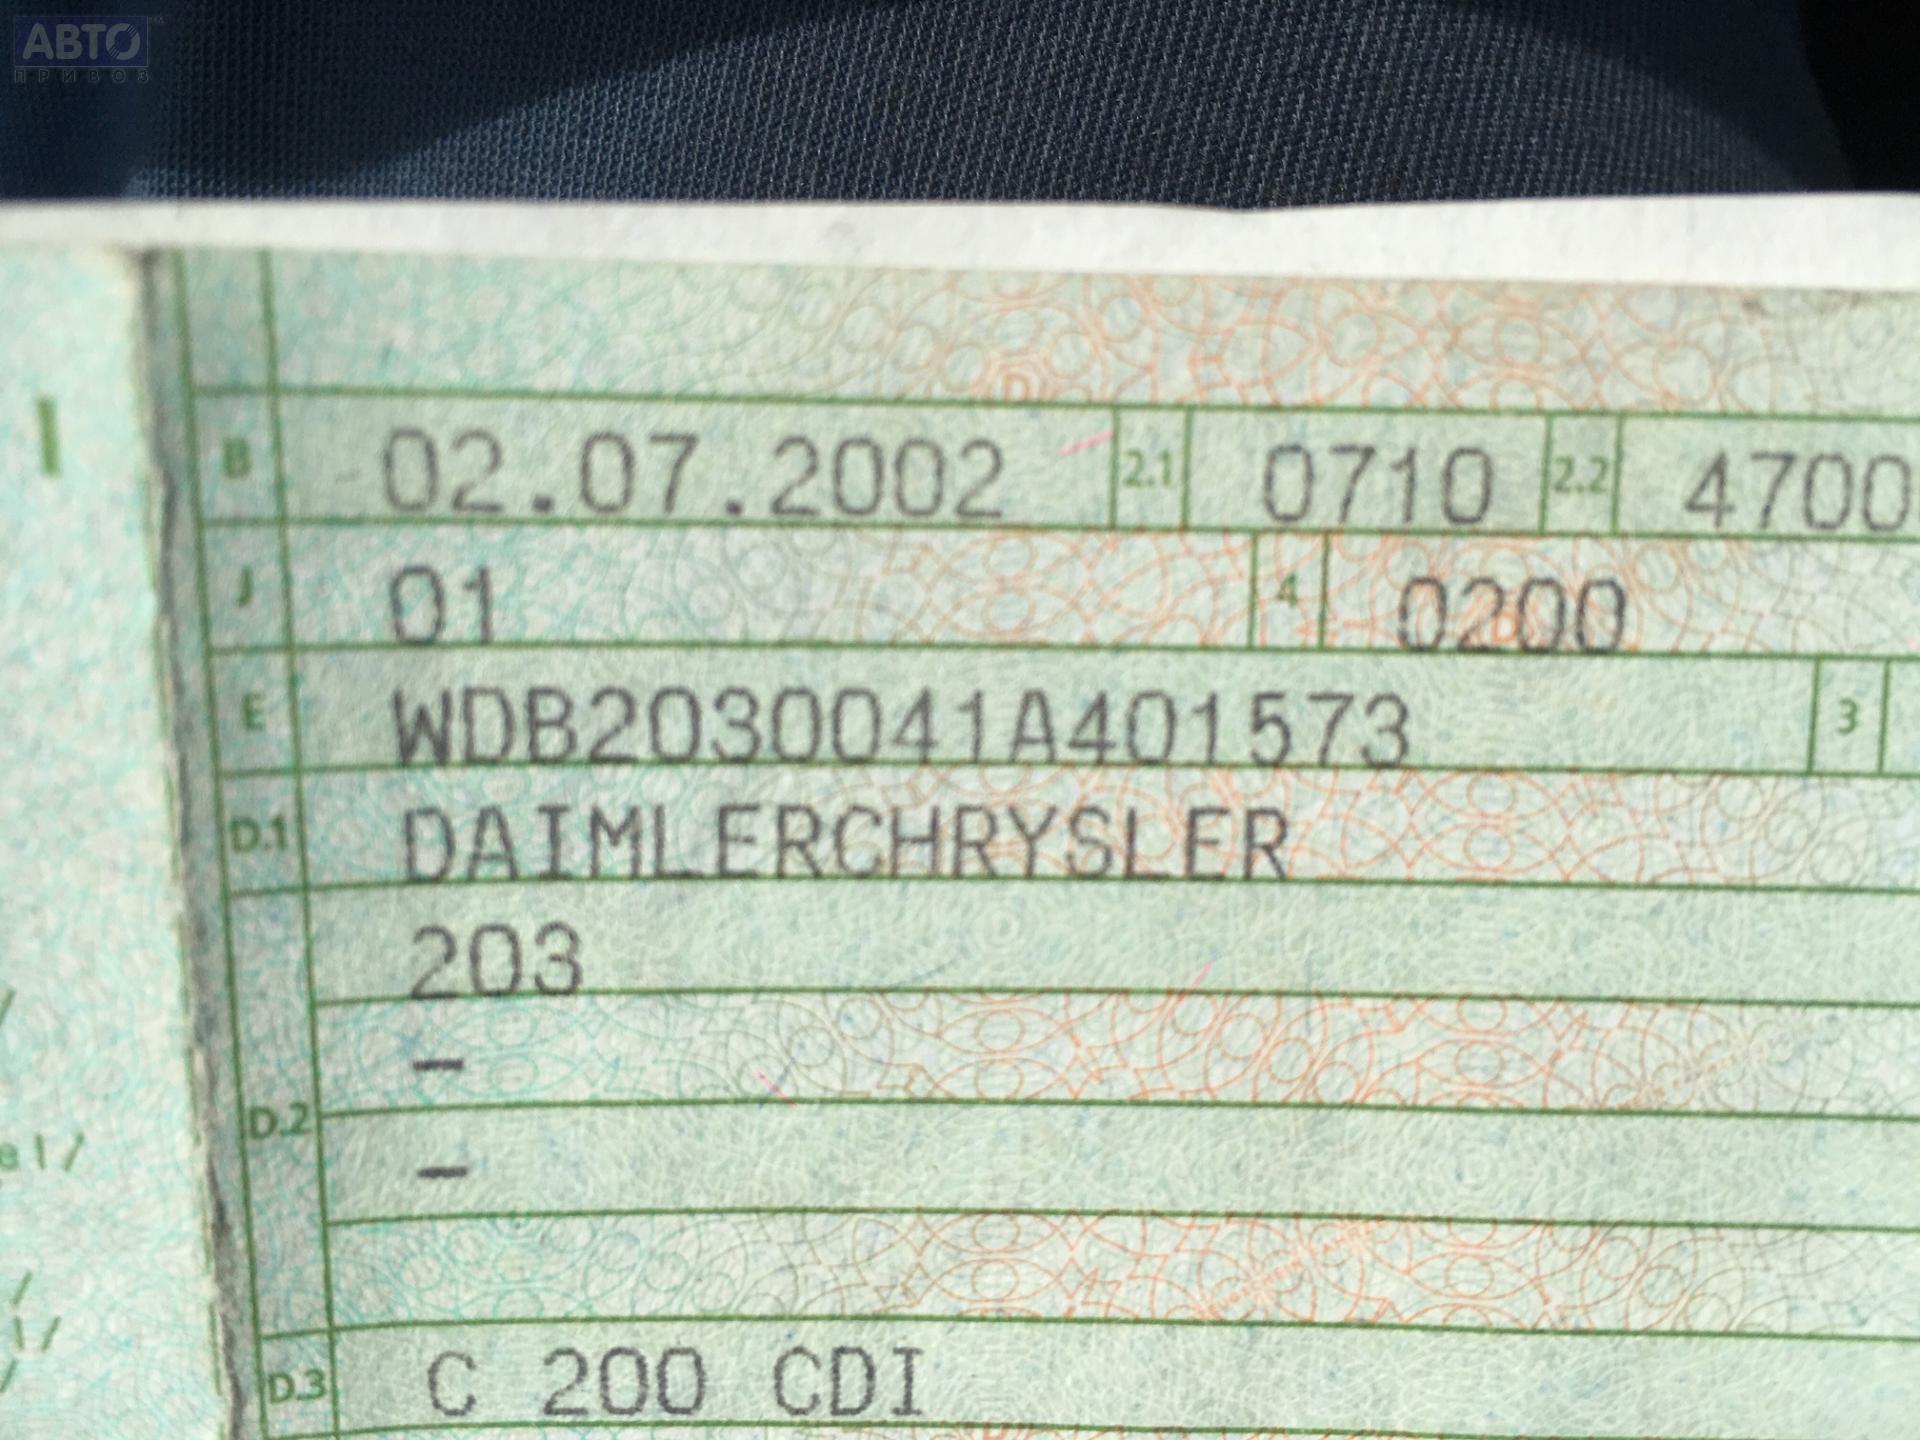 АВТО
ПРИВОЗ
I
B 02.07.2002 2.1 0710 2.2 4700
J 01 4 0200
E WDB2030041A401573 3
D.1 DAIMLERCHRYSLER
203
-
D.2
-
D.3 C 200 CDI